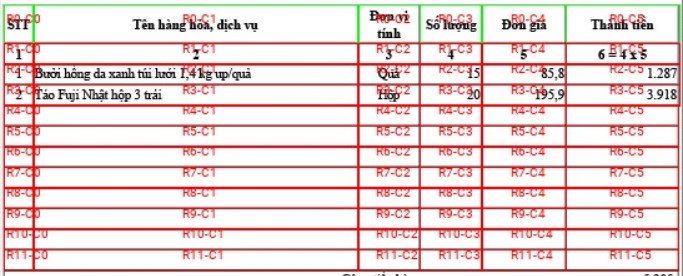 R0-C0 R0-C1 R0-C2 R0-C3 R0-C4 R0-C5
STT Tên hàng hóa, dịch vụ Đơn vị tính Số lượng Đơn giá Thành tiền
R1-C0 R1-C1 R1-C2 R1-C3 R1-C4 R1-C5
1 2 3 4 5 6 = 4 x 5
R2-C0 R2-C1 R2-C2 R2-C3 R2-C4 R2-C5
1 Bưởi hồng da xanh túi lưới 1,4 kg up/quả Quả 15 85,8 1.287
R3-C0 R3-C1 R3-C2 R3-C3 R3-C4 R3-C5
2 Táo Fuji Nhật hộp 3 trái Hộp 20 195,9 3.918
R4-C0 R4-C1 R4-C2 R4-C3 R4-C4 R4-C5
R5-C0 R5-C1 R5-C2 R5-C3 R5-C4 R5-C5
R6-C0 R6-C1 R6-C2 R6-C3 R6-C4 R6-C5
R7-C0 R7-C1 R7-C2 R7-C3 R7-C4 R7-C5
R8-C0 R8-C1 R8-C2 R8-C3 R8-C4 R8-C5
R9-C0 R9-C1 R9-C2 R9-C3 R9-C4 R9-C5
R10-C0 R10-C1 R10-C2 R10-C3 R10-C4 R10-C5
R11-C0 R11-C1 R11-C2 R11-C3 R11-C4 R11-C5